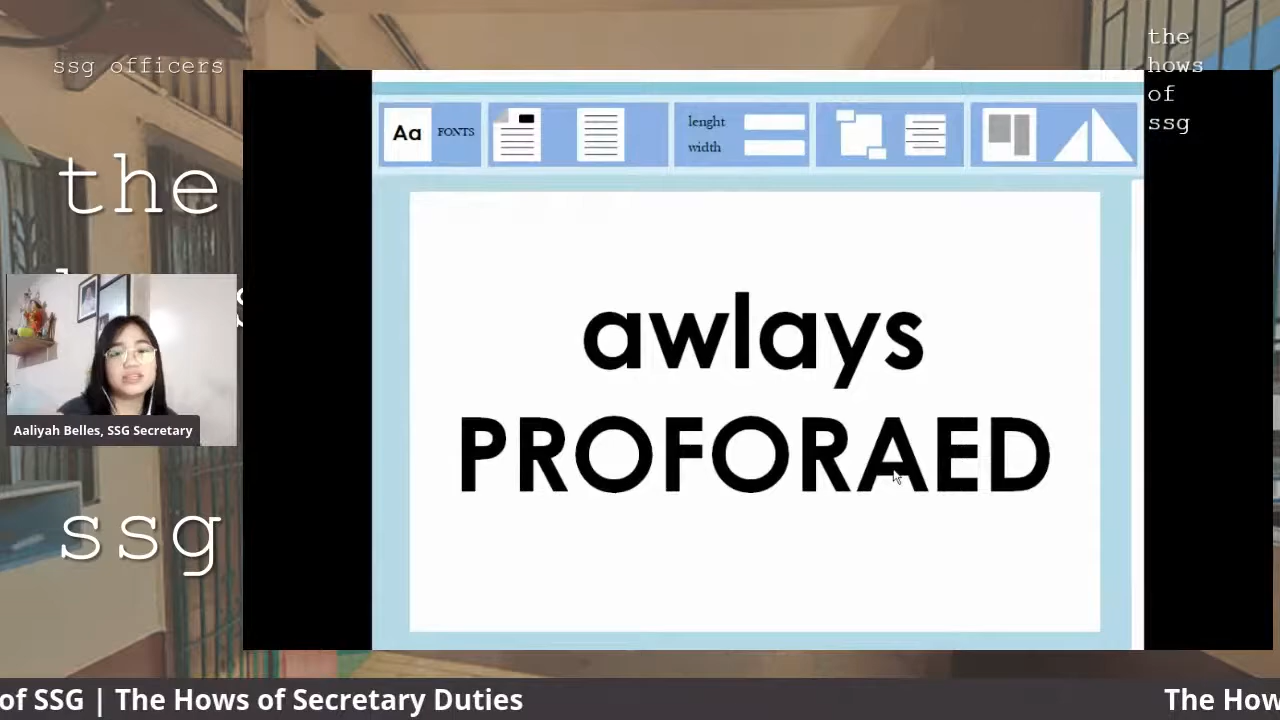 ssg officers
the
ssg
Aaliyah Belles, SSG Secretary
the
hows
of
ssg
Aa FONTS
lenght
width
awlays
PROFORAED
of SSG | The Hows of Secretary Duties
The How